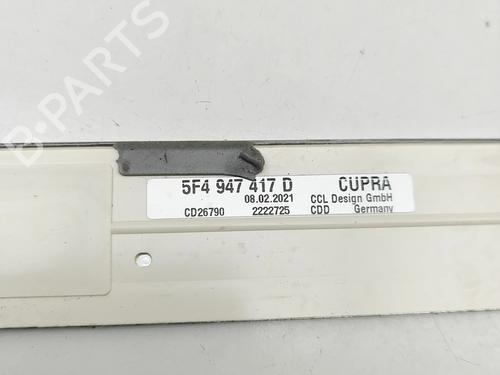 B-PARTS
5F4 947 417 D CUPRA
08.02.2021 CCL Design GmbH
CD26790 2222725 CDD Germany